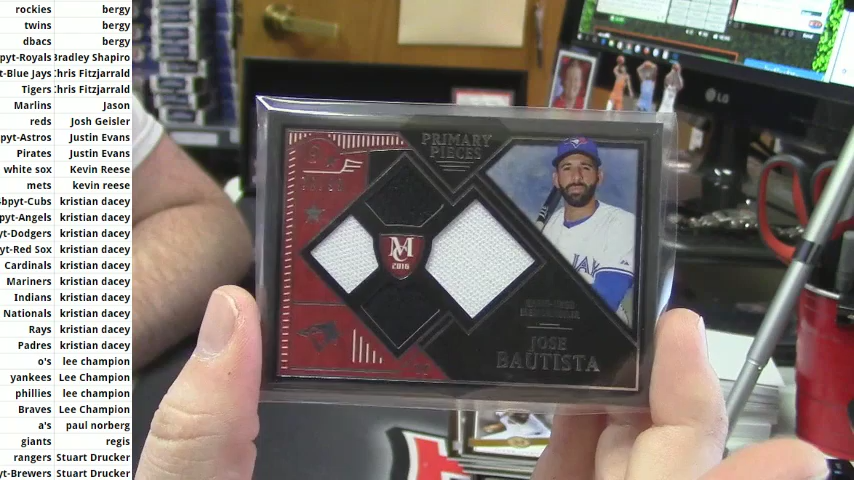 rockies bergy
twins bergy
dbacs bergy
pyt-Royals Bradley Shapiro
t-Blue Jays Chris Fitzjarrald
Tigers Chris Fitzjarrald
Marlins Jason
reds Josh Geisler
pyt-Astros Justin Evans
Pirates Justin Evans
white sox Kevin Reese
mets kevin reese
bpyt-Cubs kristian dacey
pyt-Angels kristian dacey
yt-Dodgers kristian dacey
yt-Red Sox kristian dacey
Cardinals kristian dacey
Mariners kristian dacey
Indians kristian dacey
Nationals kristian dacey
Rays kristian dacey
Padres kristian dacey
o's lee champion
yankees Lee Champion
phillies lee champion
Braves Lee Champion
a's paul norberg
giants regis
rangers Stuart Drucker
yt-Brewers Stuart Drucker
PRIMARY
PIECES
MC
2016
JAY
JOSE
BAUTISTA
LG